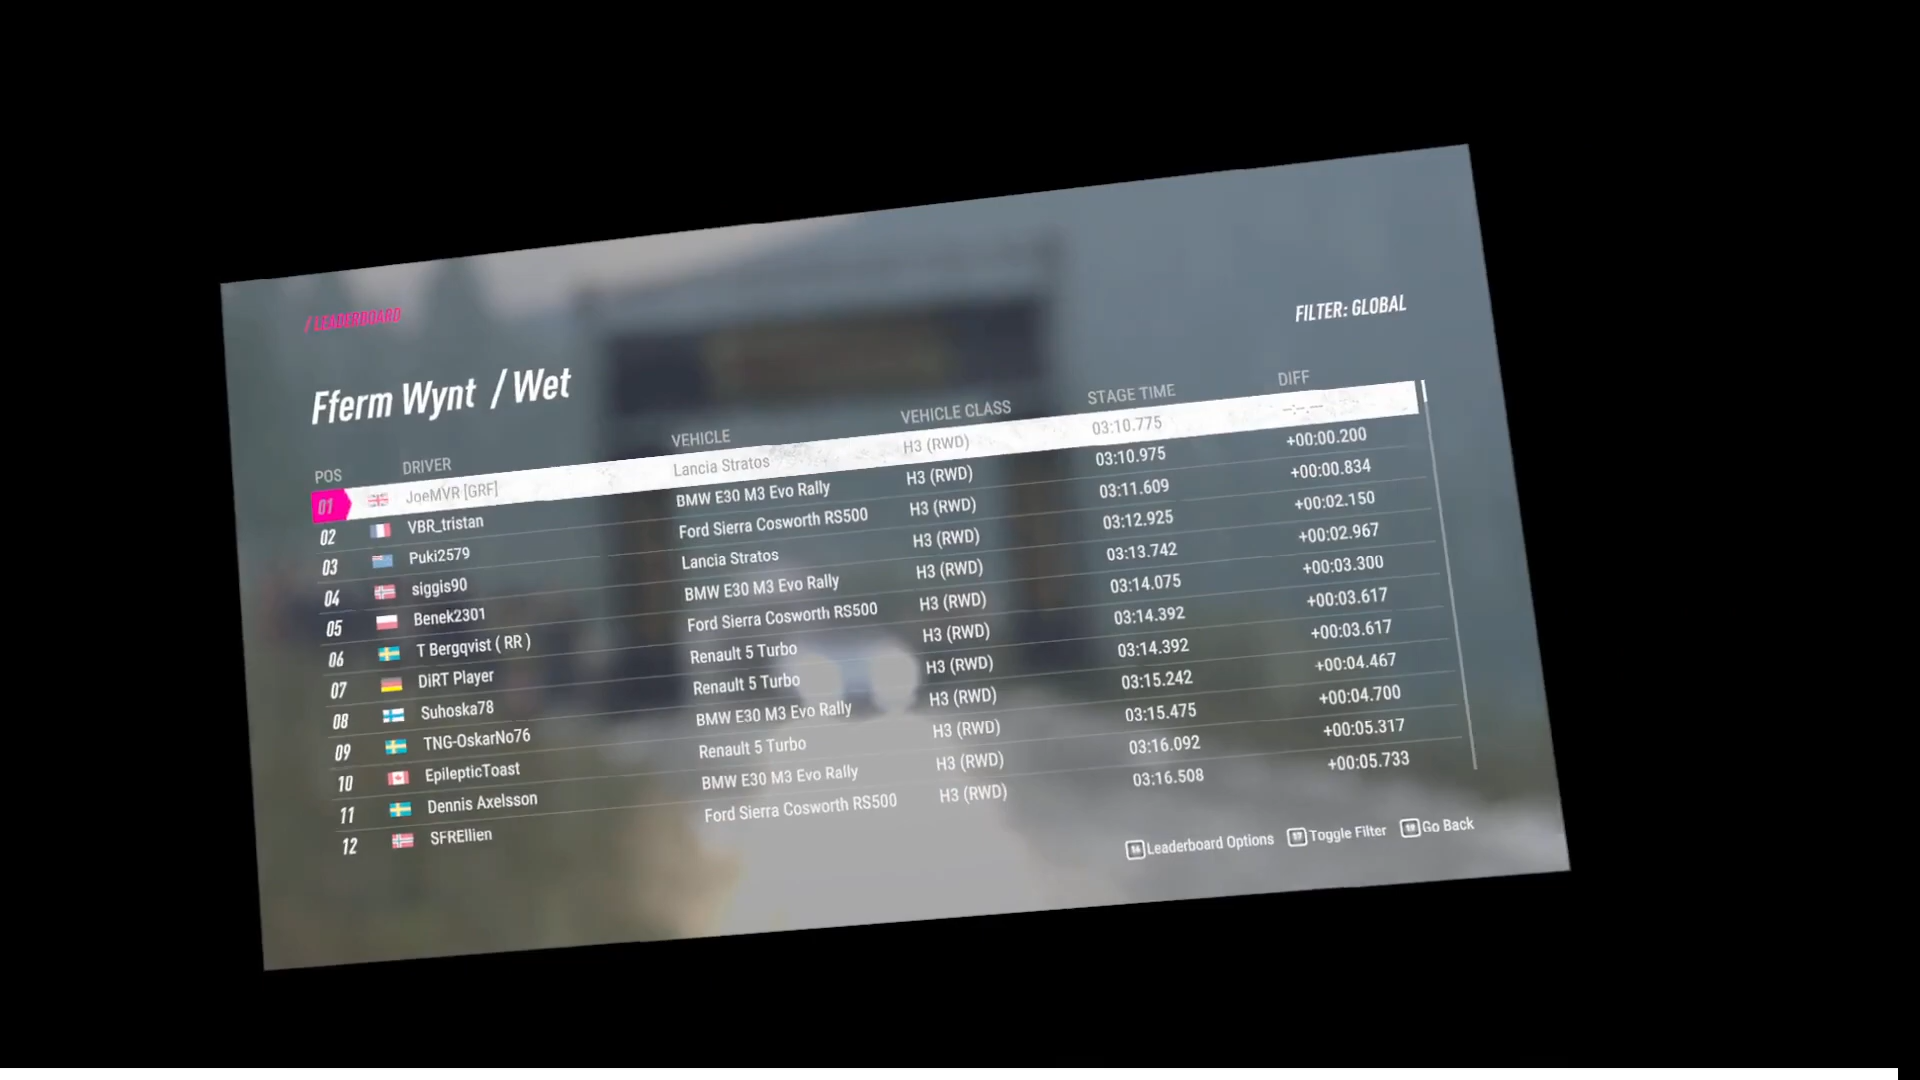 / LEADERBOARD
FILTER: GLOBAL
Fferm Wynt / Wet
POS DRIVER VEHICLE VEHICLE CLASS STAGE TIME DIFF
01 JoeMVR [GRF] Lancia Stratos H3 (RWD) 03:10.775 --:--.---
02 VBR_tristan BMW E30 M3 Evo Rally H3 (RWD) 03:10.975 +00:00.200
03 Puki2579 Ford Sierra Cosworth RS500 H3 (RWD) 03:11.609 +00:00.834
04 siggis90 Lancia Stratos H3 (RWD) 03:12.925 +00:02.150
05 Benek2301 BMW E30 M3 Evo Rally H3 (RWD) 03:13.742 +00:02.967
06 T Bergqvist ( RR ) Ford Sierra Cosworth RS500 H3 (RWD) 03:14.075 +00:03.300
07 DiRT Player Renault 5 Turbo H3 (RWD) 03:14.392 +00:03.617
08 Suhoska78 Renault 5 Turbo H3 (RWD) 03:14.392 +00:03.617
09 TNG-OskarNo76 BMW E30 M3 Evo Rally H3 (RWD) 03:15.242 +00:04.467
10 EpilepticToast Renault 5 Turbo H3 (RWD) 03:15.475 +00:04.700
11 Dennis Axelsson BMW E30 M3 Evo Rally H3 (RWD) 03:16.092 +00:05.317
12 SFREllien Ford Sierra Cosworth RS500 H3 (RWD) 03:16.508 +00:05.733
Leaderboard Options Toggle Filter Go Back